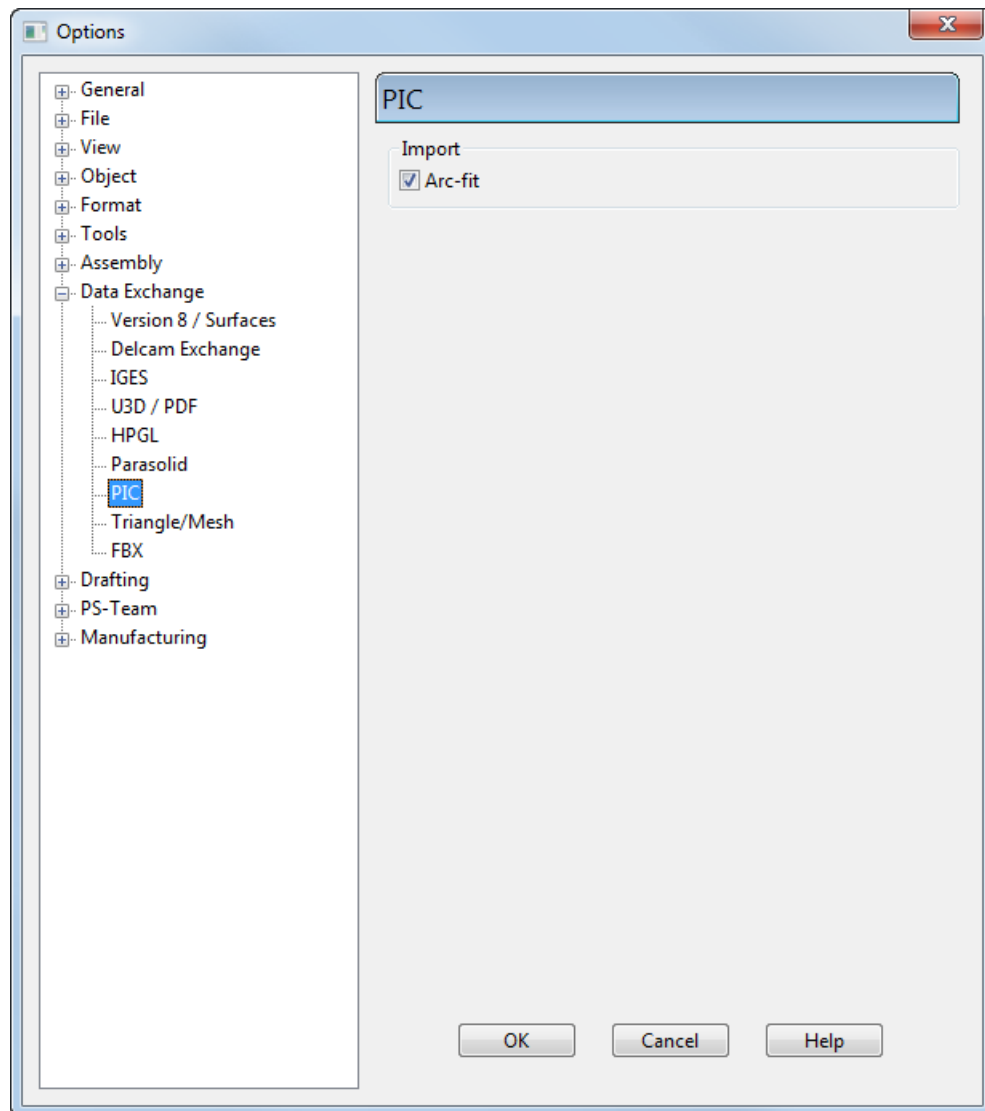 Options
General
File
View
Object
Format
Tools
Assembly
Data Exchange
Version 8 / Surfaces
Delcam Exchange
IGES
U3D / PDF
HPGL
Parasolid
PIC
Triangle/Mesh
FBX
Drafting
PS-Team
Manufacturing
PIC
Import
Arc-fit
OK
Cancel
Help